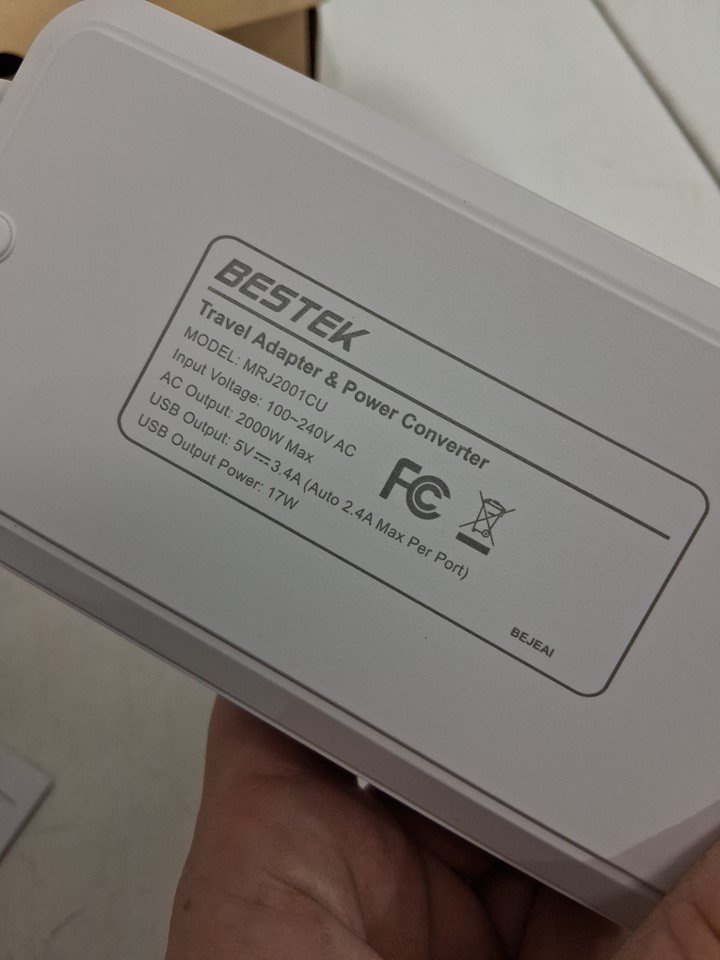 BESTEK
Travel Adapter & Power Converter
MODEL: MRJ2001CU
Input Voltage: 100~240V AC
AC Output: 2000W Max
USB Output: 5V⎓3.4A (Auto 2.4A Max Per Port)
USB Output Power: 17W
FC
BEJEAI